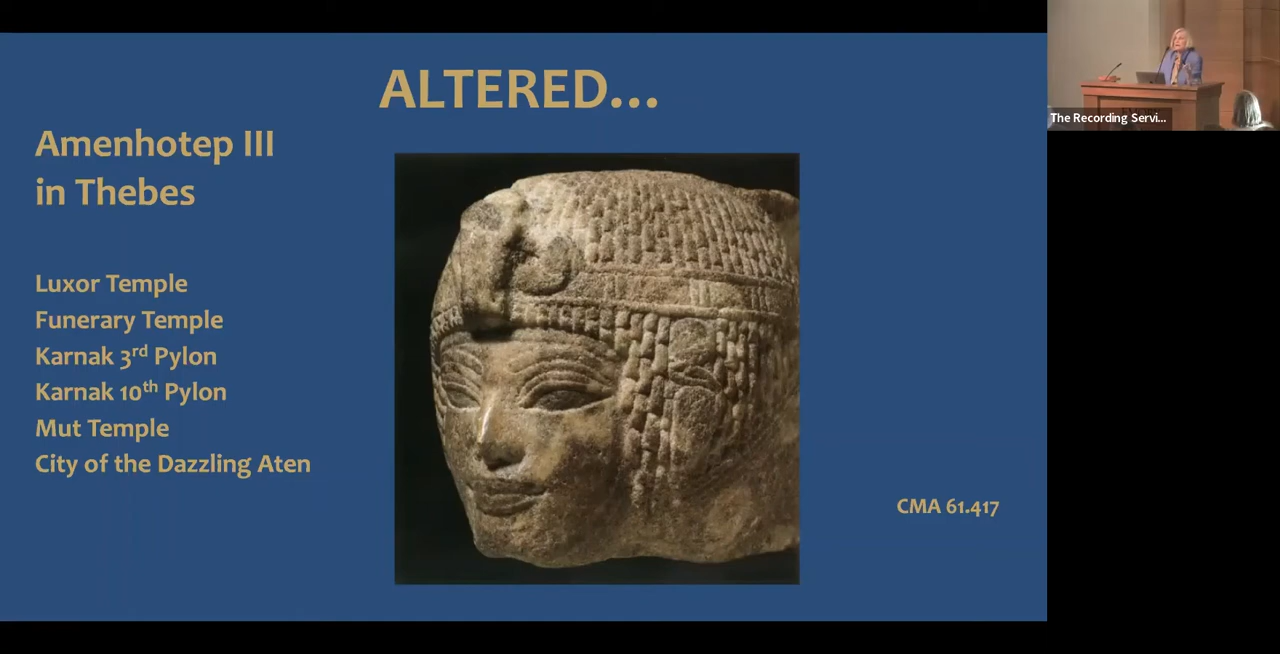 ALTERED...
Amenhotep III
in Thebes
Luxor Temple
Funerary Temple
Karnak 3rd Pylon
Karnak 10th Pylon
Mut Temple
City of the Dazzling Aten
CMA 61.417
The Recording Servi...